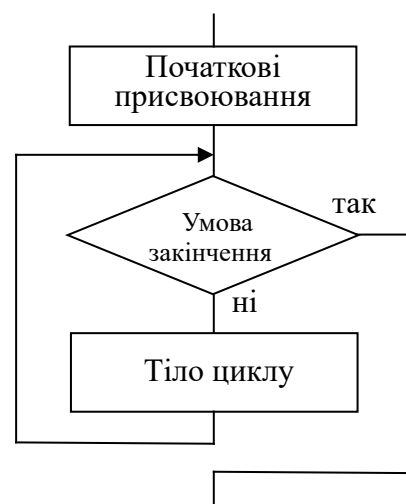 Початкові
присвоювання
так
Умова
закінчення
ні
Тіло циклу